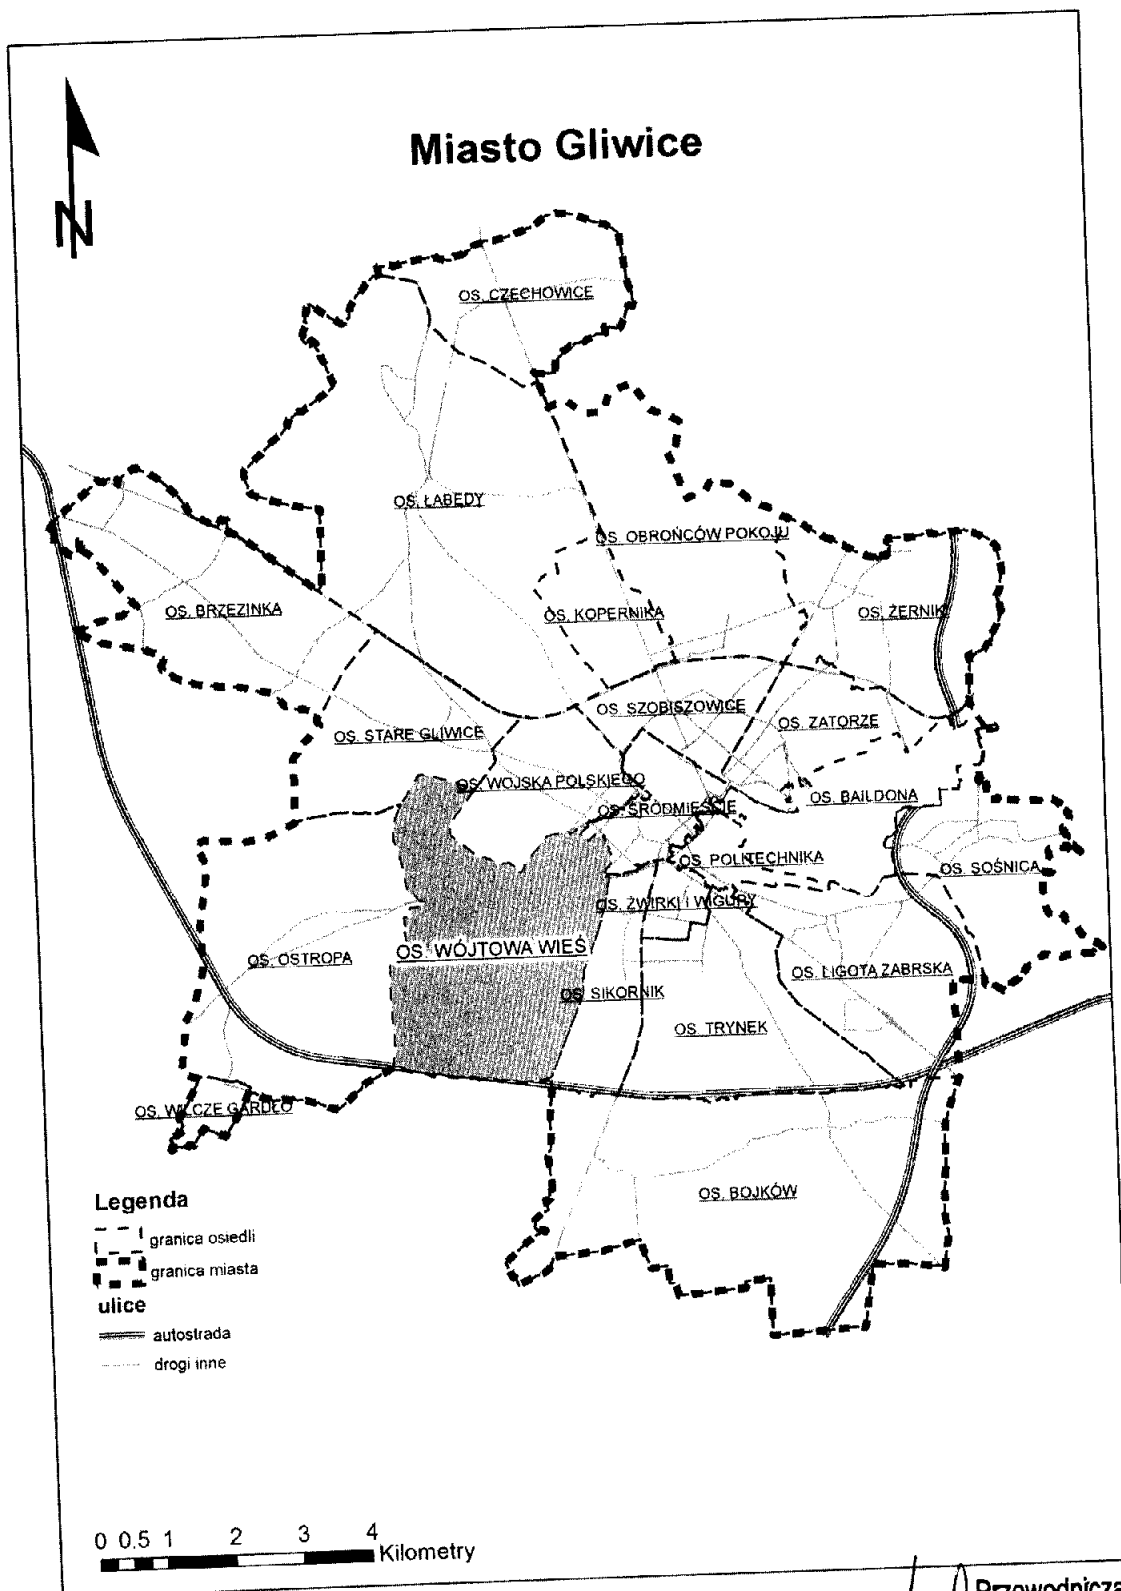 Miasto Gliwice
N
OS. CZECHOWICE
OS. ŁABĘDY
OS. OBROŃCÓW POKOJU
OS. BRZEZINKA
OS. KOPERNIKA
OS. ŻERNIKI
OS. SZOBISZOWICE
OS. ZATORZE
OS. STARE GLIWICE
OS. WOJSKA POLSKIEGO
OS. ŚRÓDMIEŚCIE
OS. BAILDONA
OS. POLITECHNIKA
OS. SOŚNICA
OS. ŻWIRKI I WIGURY
OS. WÓJTOWA WIEŚ
OS. OSTROPA
OS. LIGOTA ZABRSKA
OS. SIKORNIK
OS. TRYNEK
OS. WILCZE GARDŁO
OS. BOJKÓW
Legenda
granica osiedli
granica miasta
ulice
autostrada
drogi inne
0 0.5 1 2 3 4
Kilometry
Przewodnicza